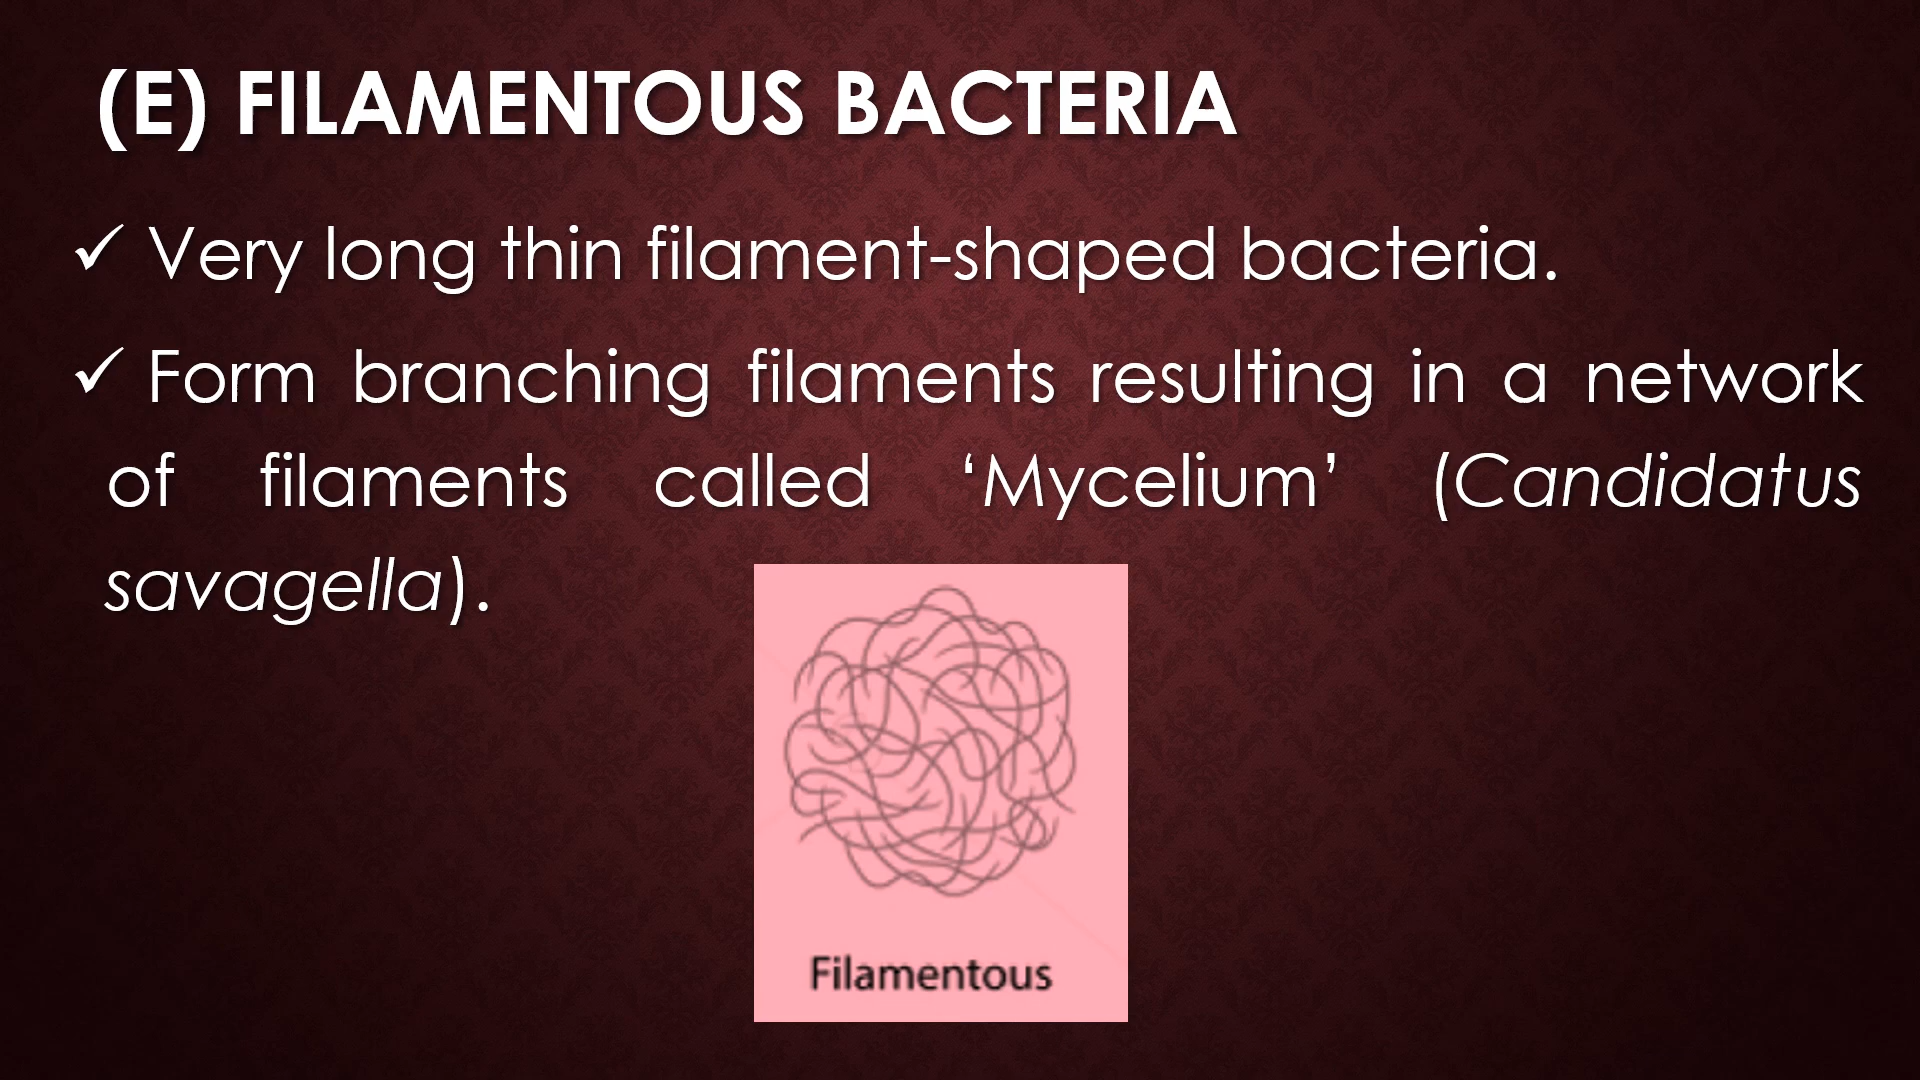 (E) FILAMENTOUS BACTERIA
✓ Very long thin filament-shaped bacteria.
✓ Form branching filaments resulting in a network
of filaments called ‘Mycelium’ (Candidatus
savagella).
Filamentous